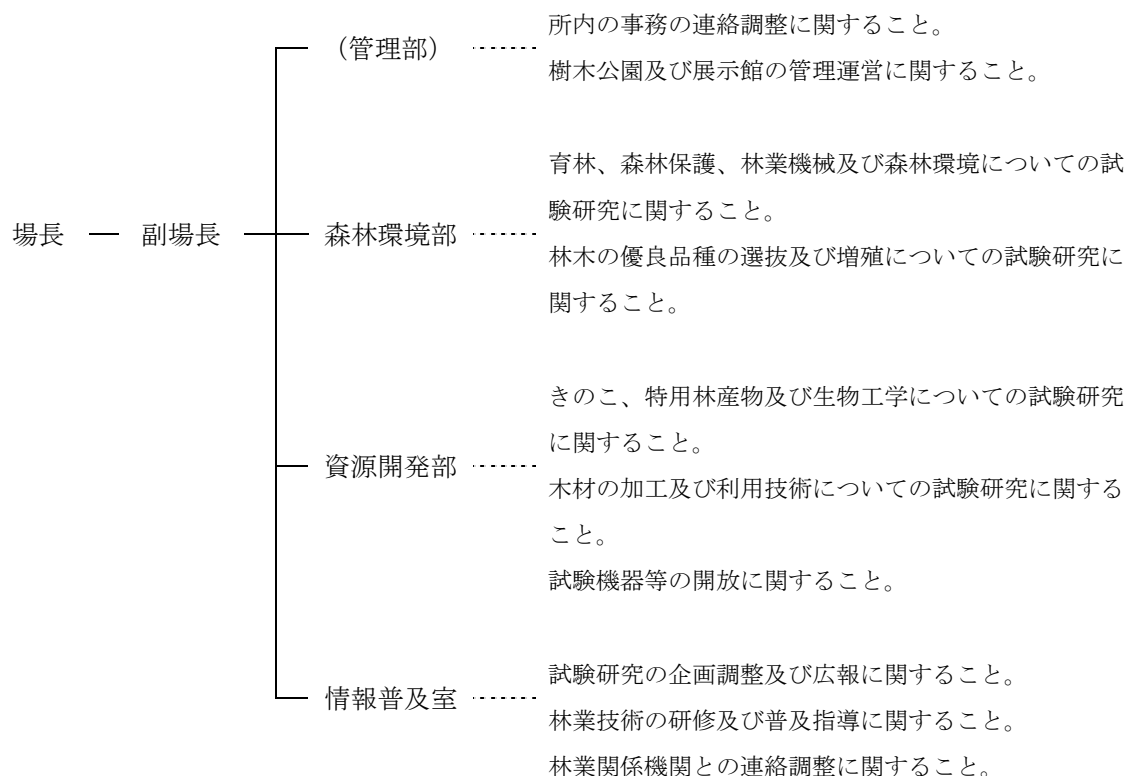 場長
副場長
（管理部）
所内の事務の連絡調整に関すること。
樹木公園及び展示館の管理運営に関すること。
森林環境部
育林、森林保護、林業機械及び森林環境についての試
験研究に関すること。
林木の優良品種の選抜及び増殖についての試験研究に
関すること。
資源開発部
きのこ、特用林産物及び生物工学についての試験研究
に関すること。
木材の加工及び利用技術についての試験研究に関する
こと。
試験機器等の開放に関すること。
情報普及室
試験研究の企画調整及び広報に関すること。
林業技術の研修及び普及指導に関すること。
林業関係機関との連絡調整に関すること。